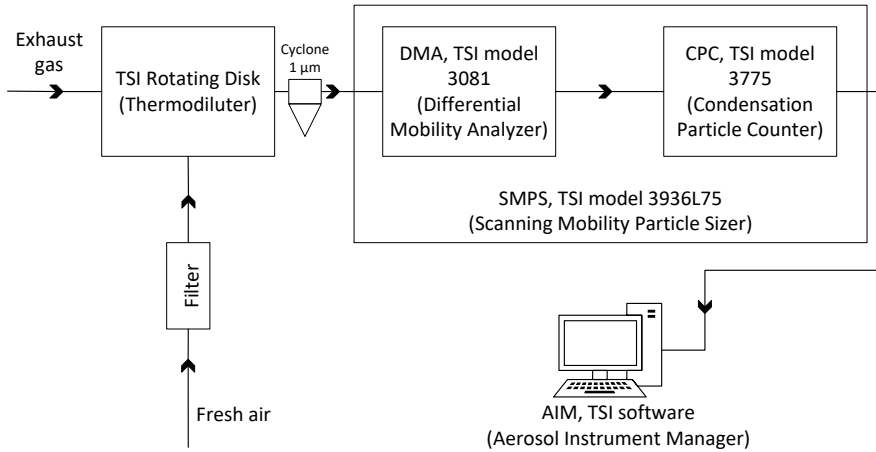 Exhaust
gas
TSI Rotating Disk
(Thermodiluter)
Cyclone
1 µm
DMA, TSI model
3081
(Differential
Mobility Analyzer)
CPC, TSI model
3775
(Condensation
Particle Counter)
SMPS, TSI model 3936L75
(Scanning Mobility Particle Sizer)
Filter
Fresh air
AIM, TSI software
(Aerosol Instrument Manager)